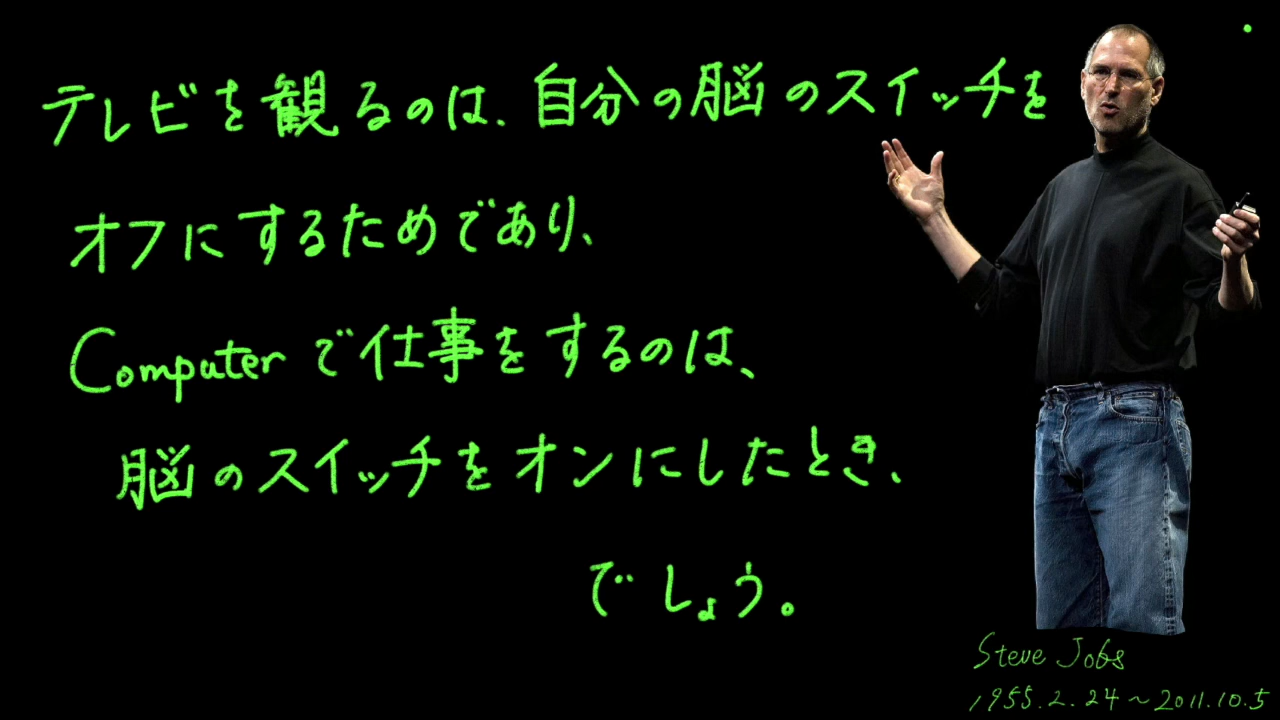 テレビを観るのは、自分の脳のスイッチを
オフにするためであり、
Computerで仕事をするのは、
脳のスイッチをオンにしたとき、
でしょう。
Steve Jobs
1955.2.24～2011.10.5